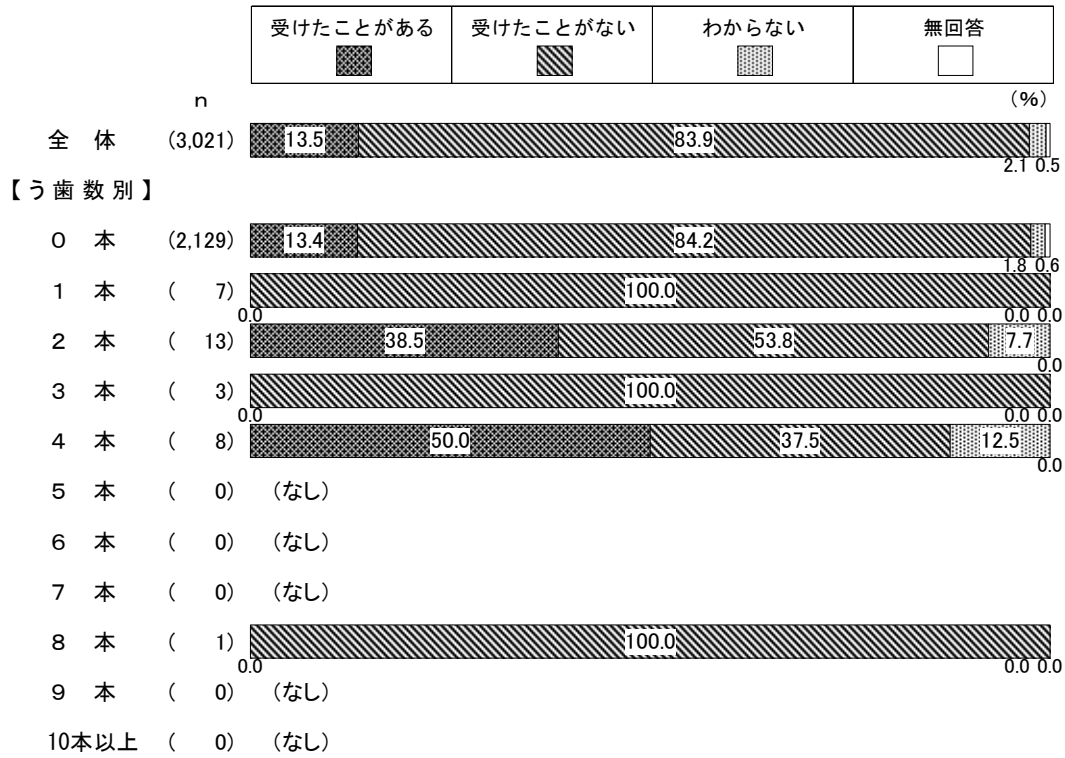 受けたことがある 受けたことがない わからない 無回答
n (%)
全 体 (3,021) 13.5 83.9
2.1 0.5
【う歯数別】
0 本 (2,129) 13.4 84.2
1.8 0.6
1 本 ( 7) 100.0
0.0 0.0 0.0
2 本 ( 13) 38.5 53.8 7.7
0.0
3 本 ( 3) 100.0
0.0 0.0 0.0
4 本 ( 8) 50.0 37.5 12.5
0.0
5 本 ( 0) (なし)
6 本 ( 0) (なし)
7 本 ( 0) (なし)
8 本 ( 1) 100.0
0.0 0.0 0.0
9 本 ( 0) (なし)
10本以上 ( 0) (なし)